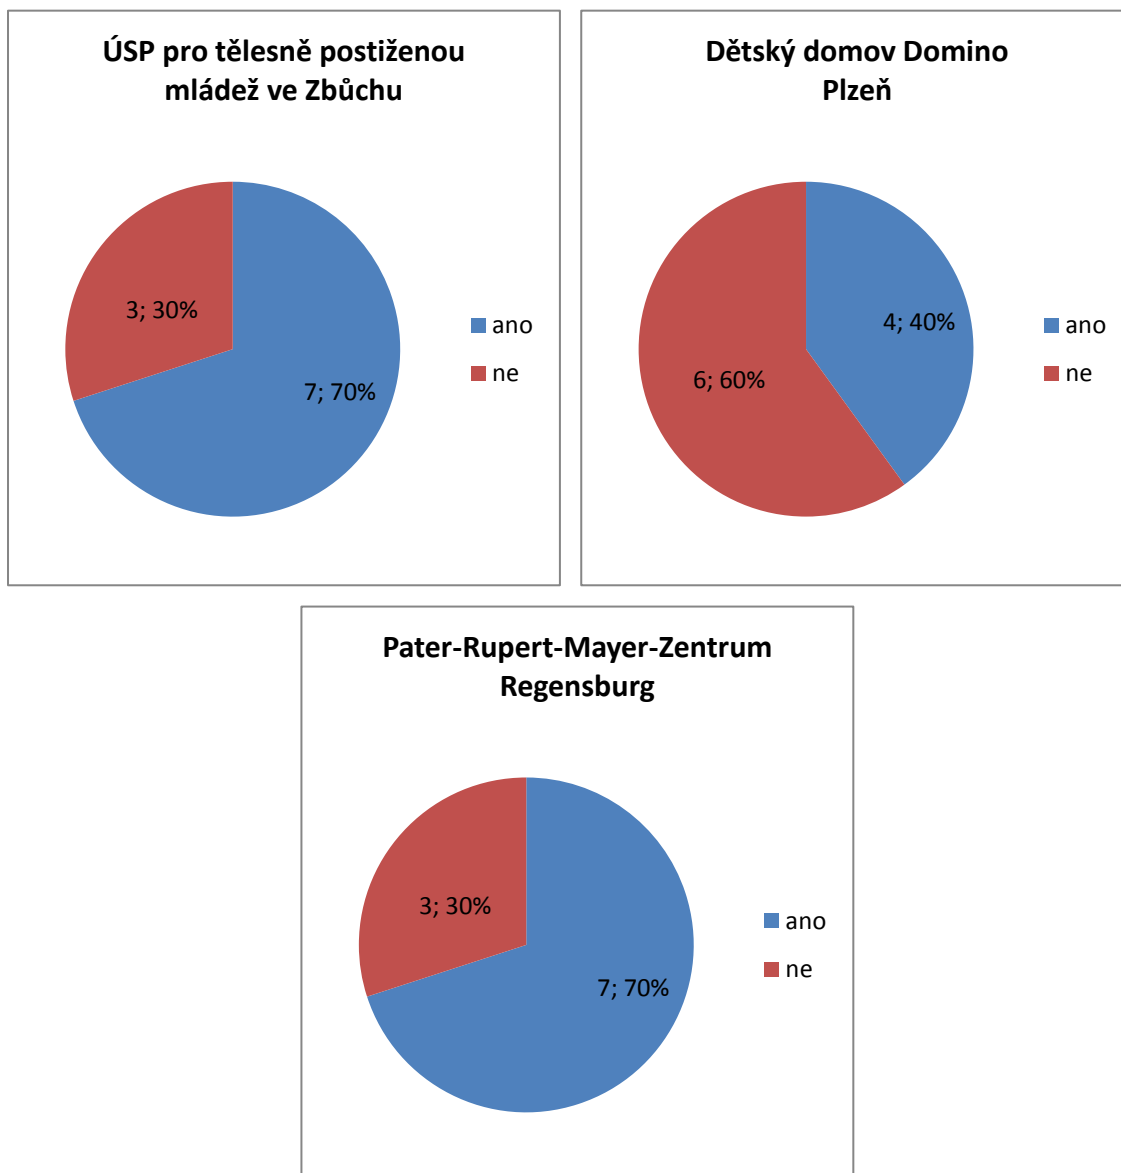 ÚSP pro tělesně postiženou
mládež ve Zbůchu
3; 30%
7; 70%
ano
ne
Dětský domov Domino
Plzeň
4; 40%
6; 60%
ano
ne
Pater-Rupert-Mayer-Zentrum
Regensburg
3; 30%
7; 70%
ano
ne